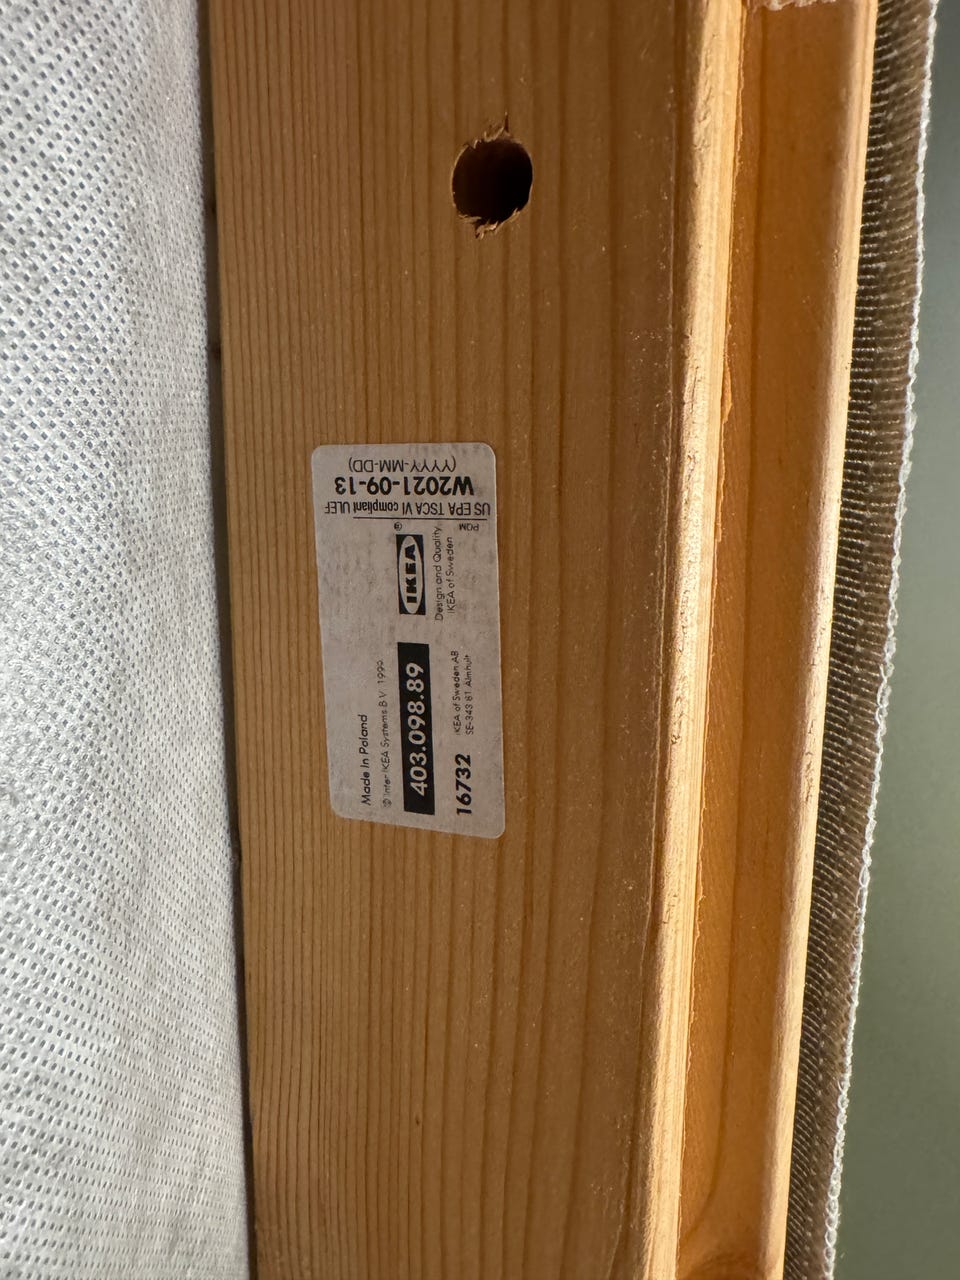 Made in Poland
© Inter IKEA Systems B.V. 1999
403.098.89
16732
IKEA of Sweden AB
SE-343 81 Älmhult
IKEA®
Design and Quality
IKEA of Sweden
PQM
US EPA TSCA VI compliant ULEF
W2021-09-13
(YYYY-MM-DD)